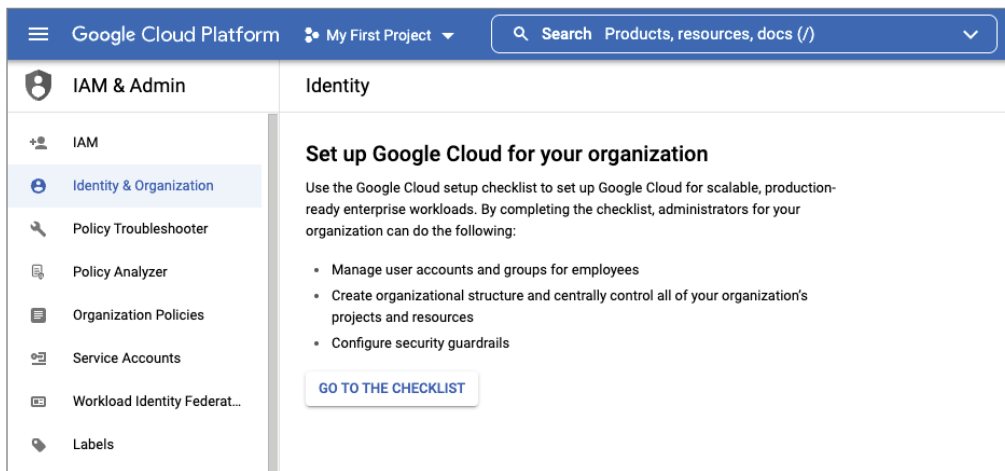 Google Cloud Platform
My First Project
Search Products, resources, docs (/)
IAM & Admin
Identity
IAM
Identity & Organization
Policy Troubleshooter
Policy Analyzer
Organization Policies
Service Accounts
Workload Identity Federat...
Labels
Set up Google Cloud for your organization
Use the Google Cloud setup checklist to set up Google Cloud for scalable, production-
ready enterprise workloads. By completing the checklist, administrators for your
organization can do the following:
• Manage user accounts and groups for employees
• Create organizational structure and centrally control all of your organization's
projects and resources
• Configure security guardrails
GO TO THE CHECKLIST